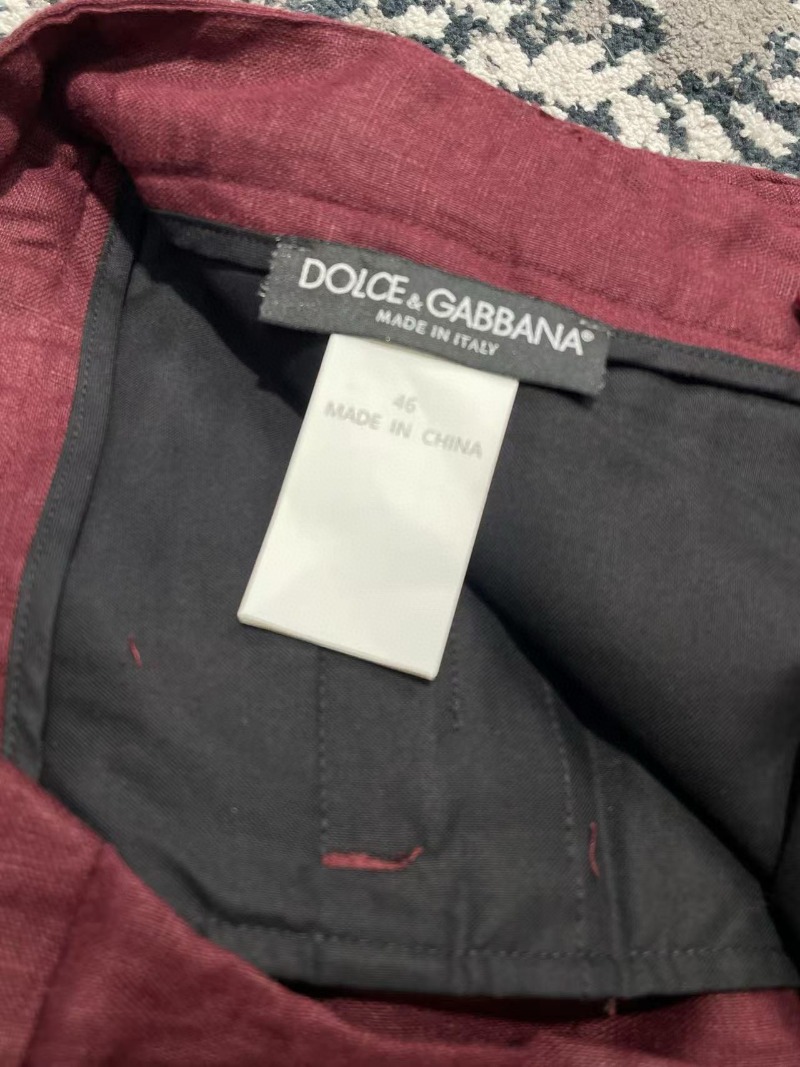 DOLCE & GABBANA®
MADE IN ITALY
46
MADE IN CHINA